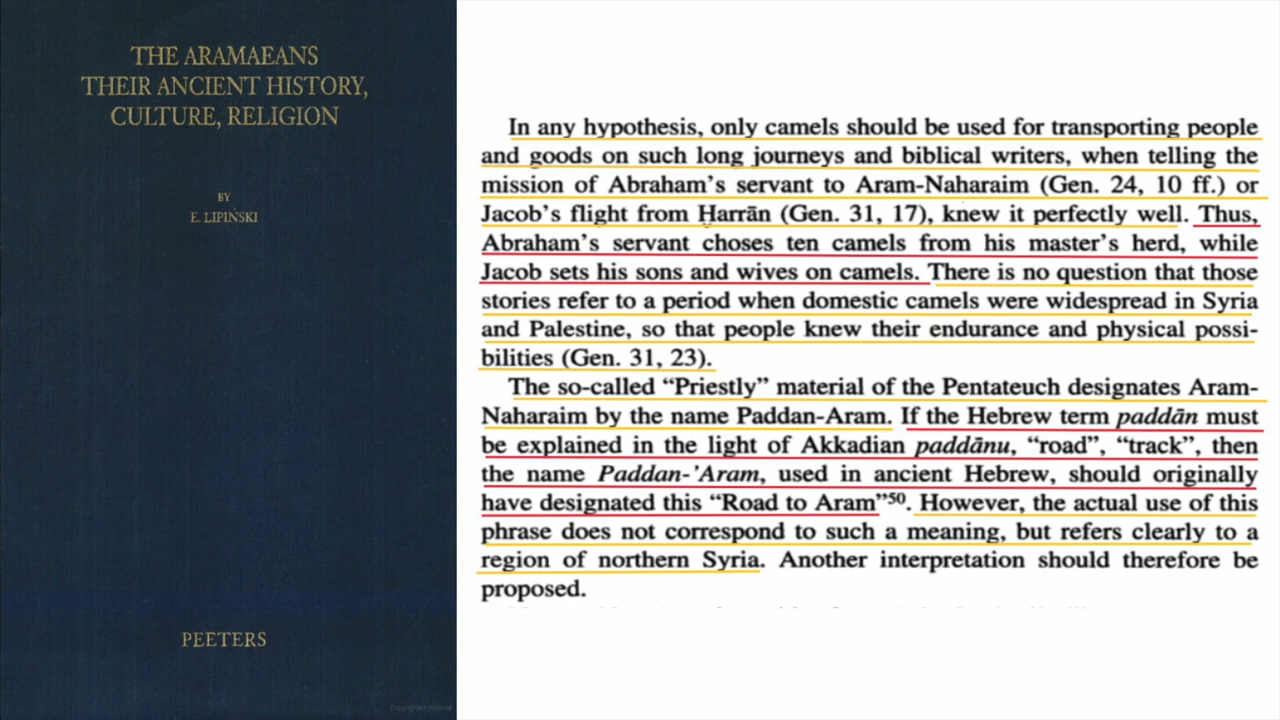 THE ARAMAEANS
THEIR ANCIENT HISTORY,
CULTURE, RELIGION
BY
E. LIPIŃSKI
PEETERS
Copyrighted material
In any hypothesis, only camels should be used for transporting people
and goods on such long journeys and biblical writers, when telling the
mission of Abraham's servant to Aram-Naharaim (Gen. 24, 10 ff.) or
Jacob's flight from Ḥarrān (Gen. 31, 17), knew it perfectly well. Thus,
Abraham's servant choses ten camels from his master's herd, while
Jacob sets his sons and wives on camels. There is no question that those
stories refer to a period when domestic camels were widespread in Syria
and Palestine, so that people knew their endurance and physical possi-
bilities (Gen. 31, 23).
The so-called “Priestly” material of the Pentateuch designates Aram-
Naharaim by the name Paddan-Aram. If the Hebrew term paddān must
be explained in the light of Akkadian paddānu, “road”, “track”, then
the name Paddan-'Aram, used in ancient Hebrew, should originally
have designated this “Road to Aram”⁵⁰. However, the actual use of this
phrase does not correspond to such a meaning, but refers clearly to a
region of northern Syria. Another interpretation should therefore be
proposed.